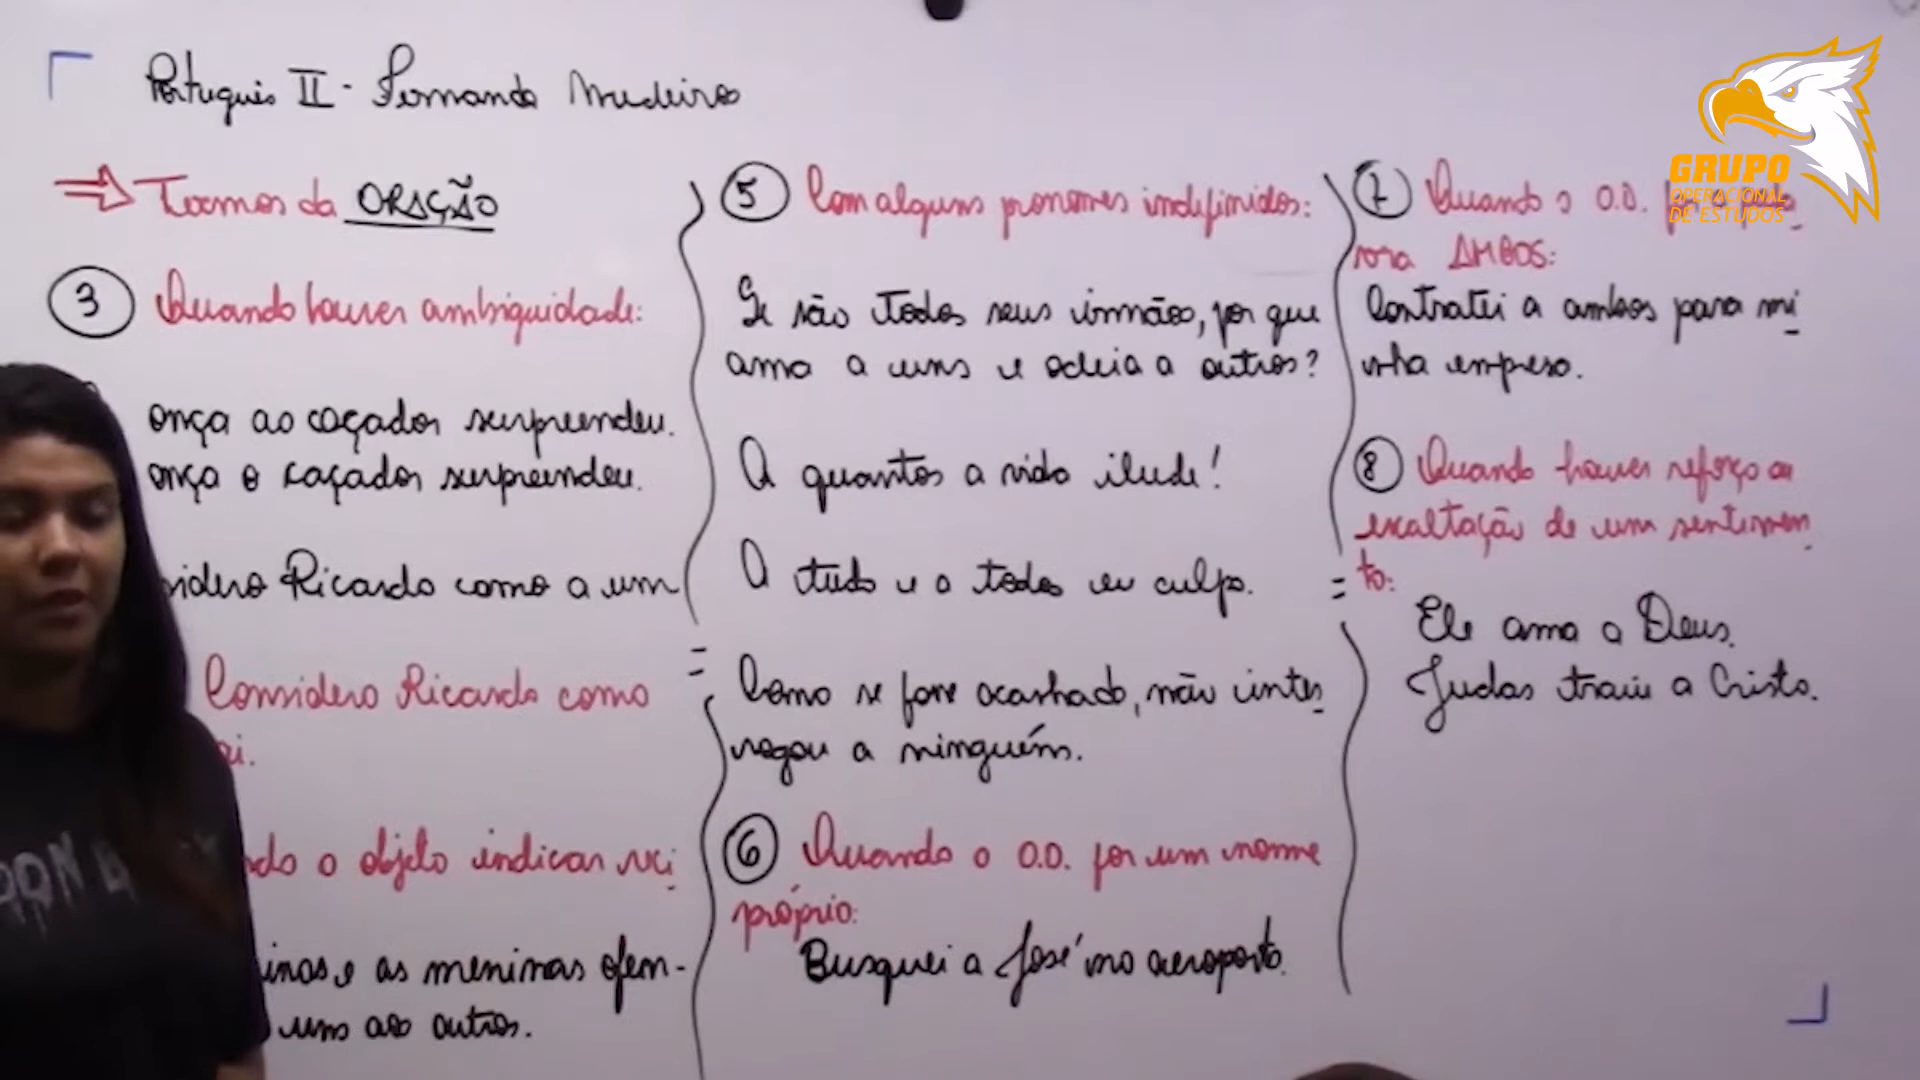 Português II - Fernanda Medeiros
⇒ Termos da ORAÇÃO
3 Quando houver ambiguidade:
onça ao caçador surpreendeu.
onça o caçador surpreendeu.
sidero Ricardo como a um
Considero Ricardo como
ai.
ndo o objeto indicar reci
inos e as meninas ofen-
uns aos outros.
5 Com alguns pronomes indefinidos:
Se são todos seus irmãos, por que
ama a uns e odeia a outros?
A quantos a vida ilude!
A tudo e a todos eu culpo.
Como se fosse acanhado, não inter
rogou a ninguém.
6 Quando o O.D. for um nome
próprio:
Busquei a José no aeroporto.
7 Quando o O.D.
vra AMBOS:
Contratei a ambos para mi
nha empresa.
8 Quando houver reforço ou
exaltação de um sentimen
to:
Ele ama a Deus.
Judas traiu a Cristo.
GRUPO
OPERACIONAL
DE ESTUDOS